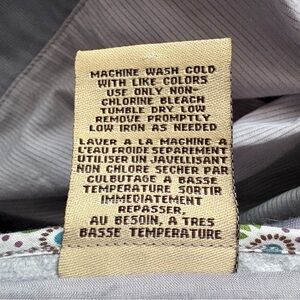 MACHINE WASH COLD
WITH LIKE COLORS
USE ONLY NON-
CHLORINE BLEACH
TUMBLE DRY LOW
REMOVE PROMPTLY
LOW IRON AS NEEDED
LAVER A LA MACHINE A
L'EAU FROIDE SEPAREMENT
UTILISER UN JAVELLISANT
NON CHLORE SECHER PAR
CULBUTAGE A BASSE
TEMPERATURE SORTIR
IMMEDIATEMENT
REPASSER,
AU BESOIN, A TRES
BASSE TEMPERATURE